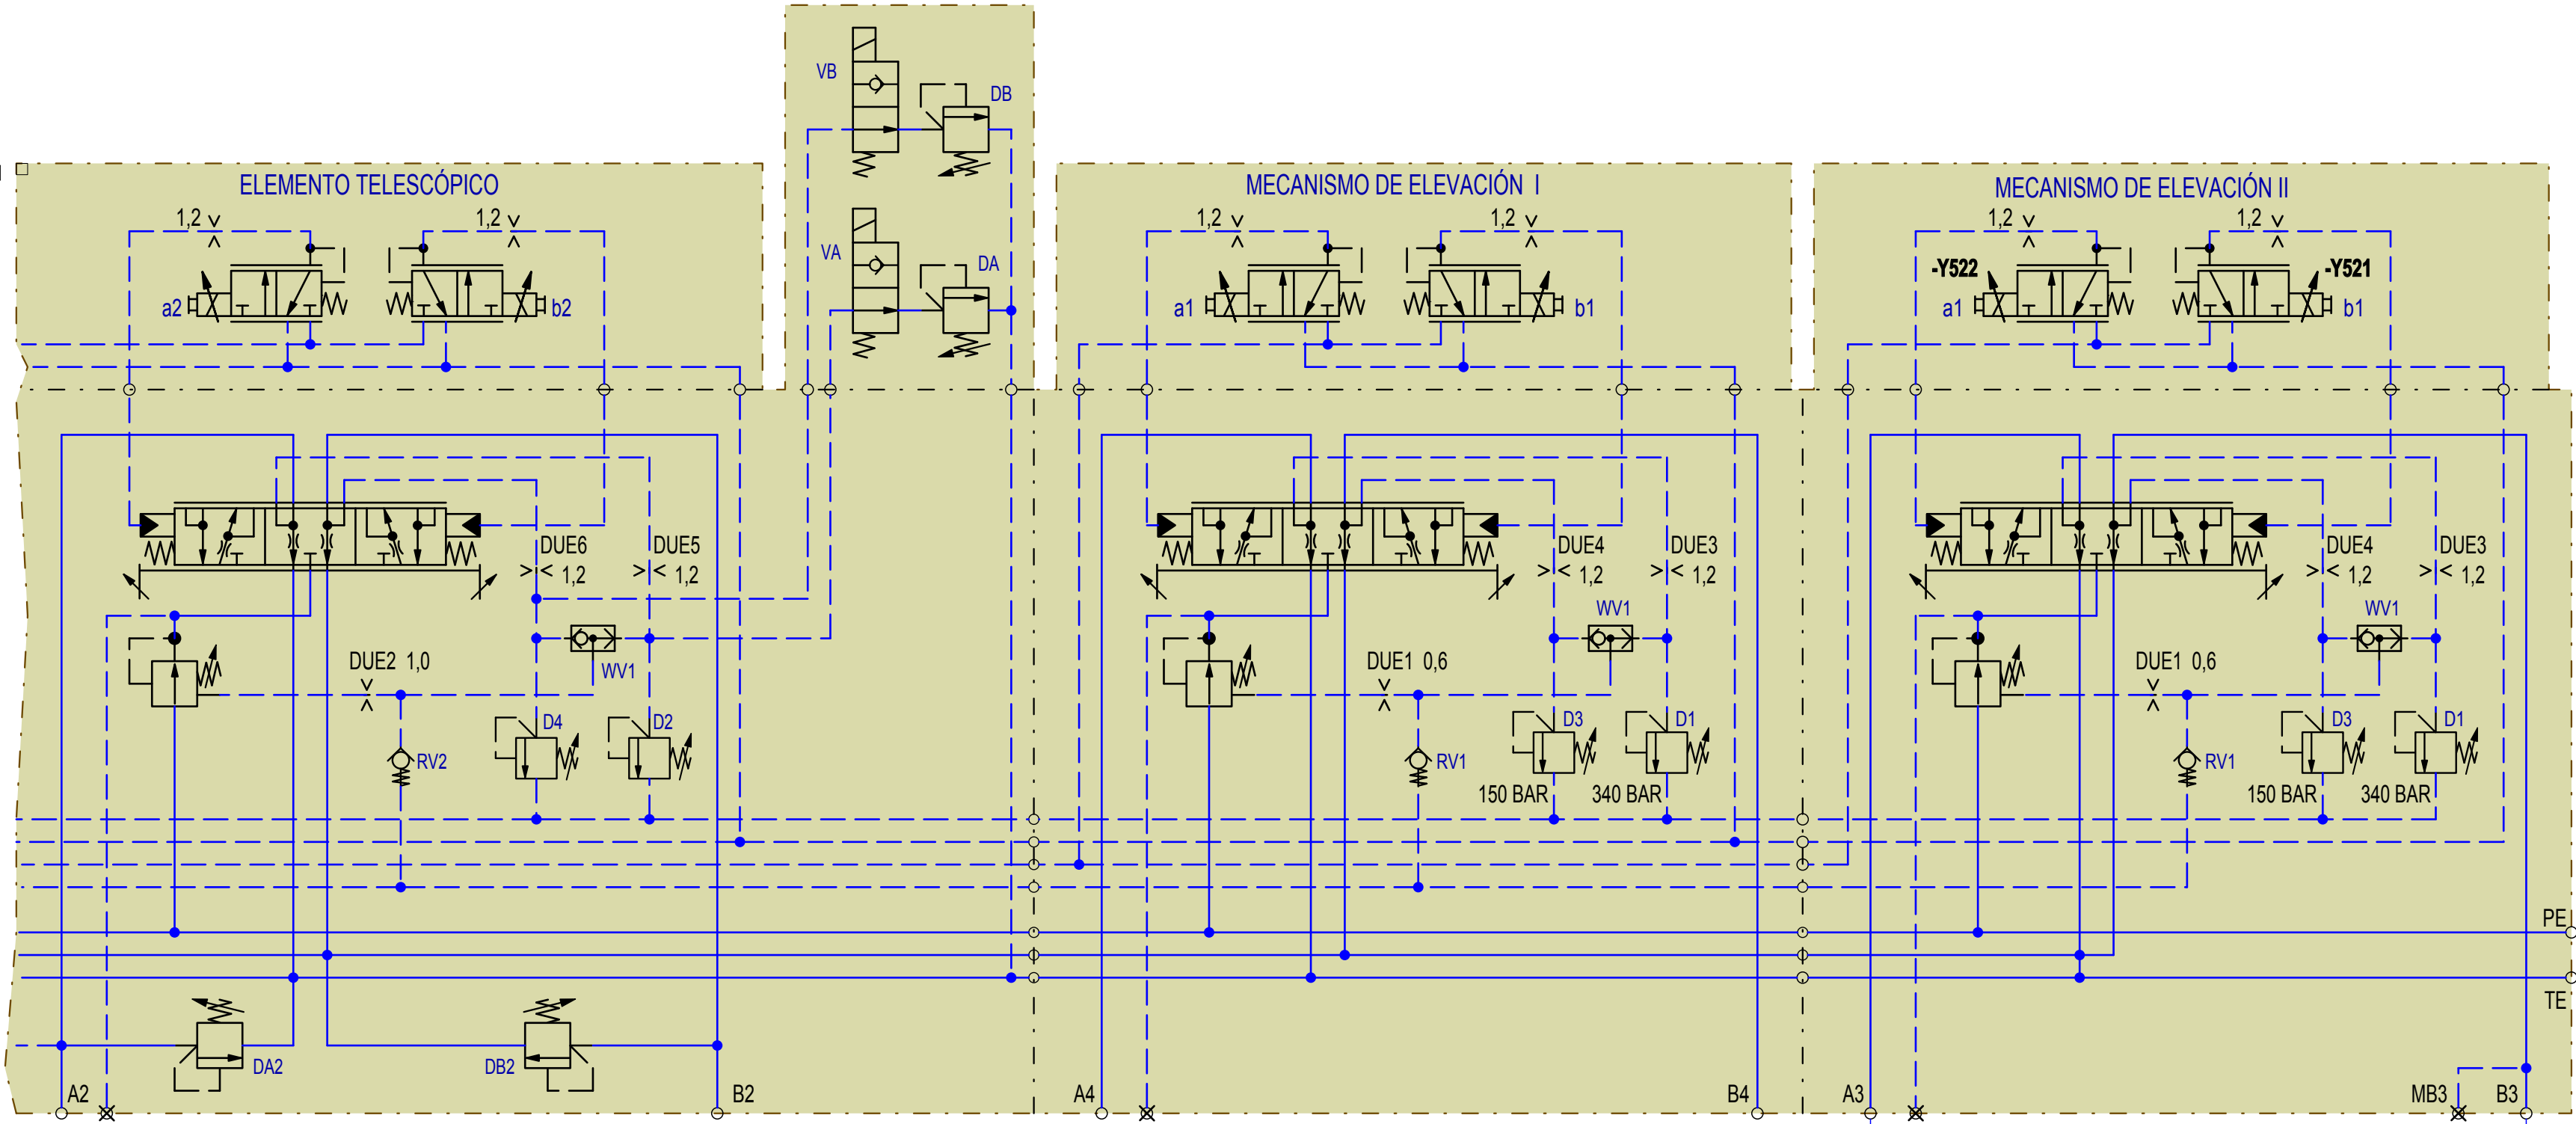 VB
DB
ELEMENTO TELESCÓPICO
MECANISMO DE ELEVACIÓN I
MECANISMO DE ELEVACIÓN II
1,2
1,2
1,2
1,2
1,2
1,2
VA
DA
-Y522
-Y521
a2
b2
a1
b1
a1
b1
DUE6
DUE5
DUE4
DUE3
DUE4
DUE3
1,2
1,2
1,2
1,2
1,2
1,2
WV1
WV1
DUE2 1,0
WV1
DUE1 0,6
DUE1 0,6
D4
D2
D3
D1
D3
D1
RV2
RV1
RV1
150 BAR
340 BAR
150 BAR
340 BAR
PE
TE
DA2
DB2
A2
B2
A4
B4
A3
MB3
B3